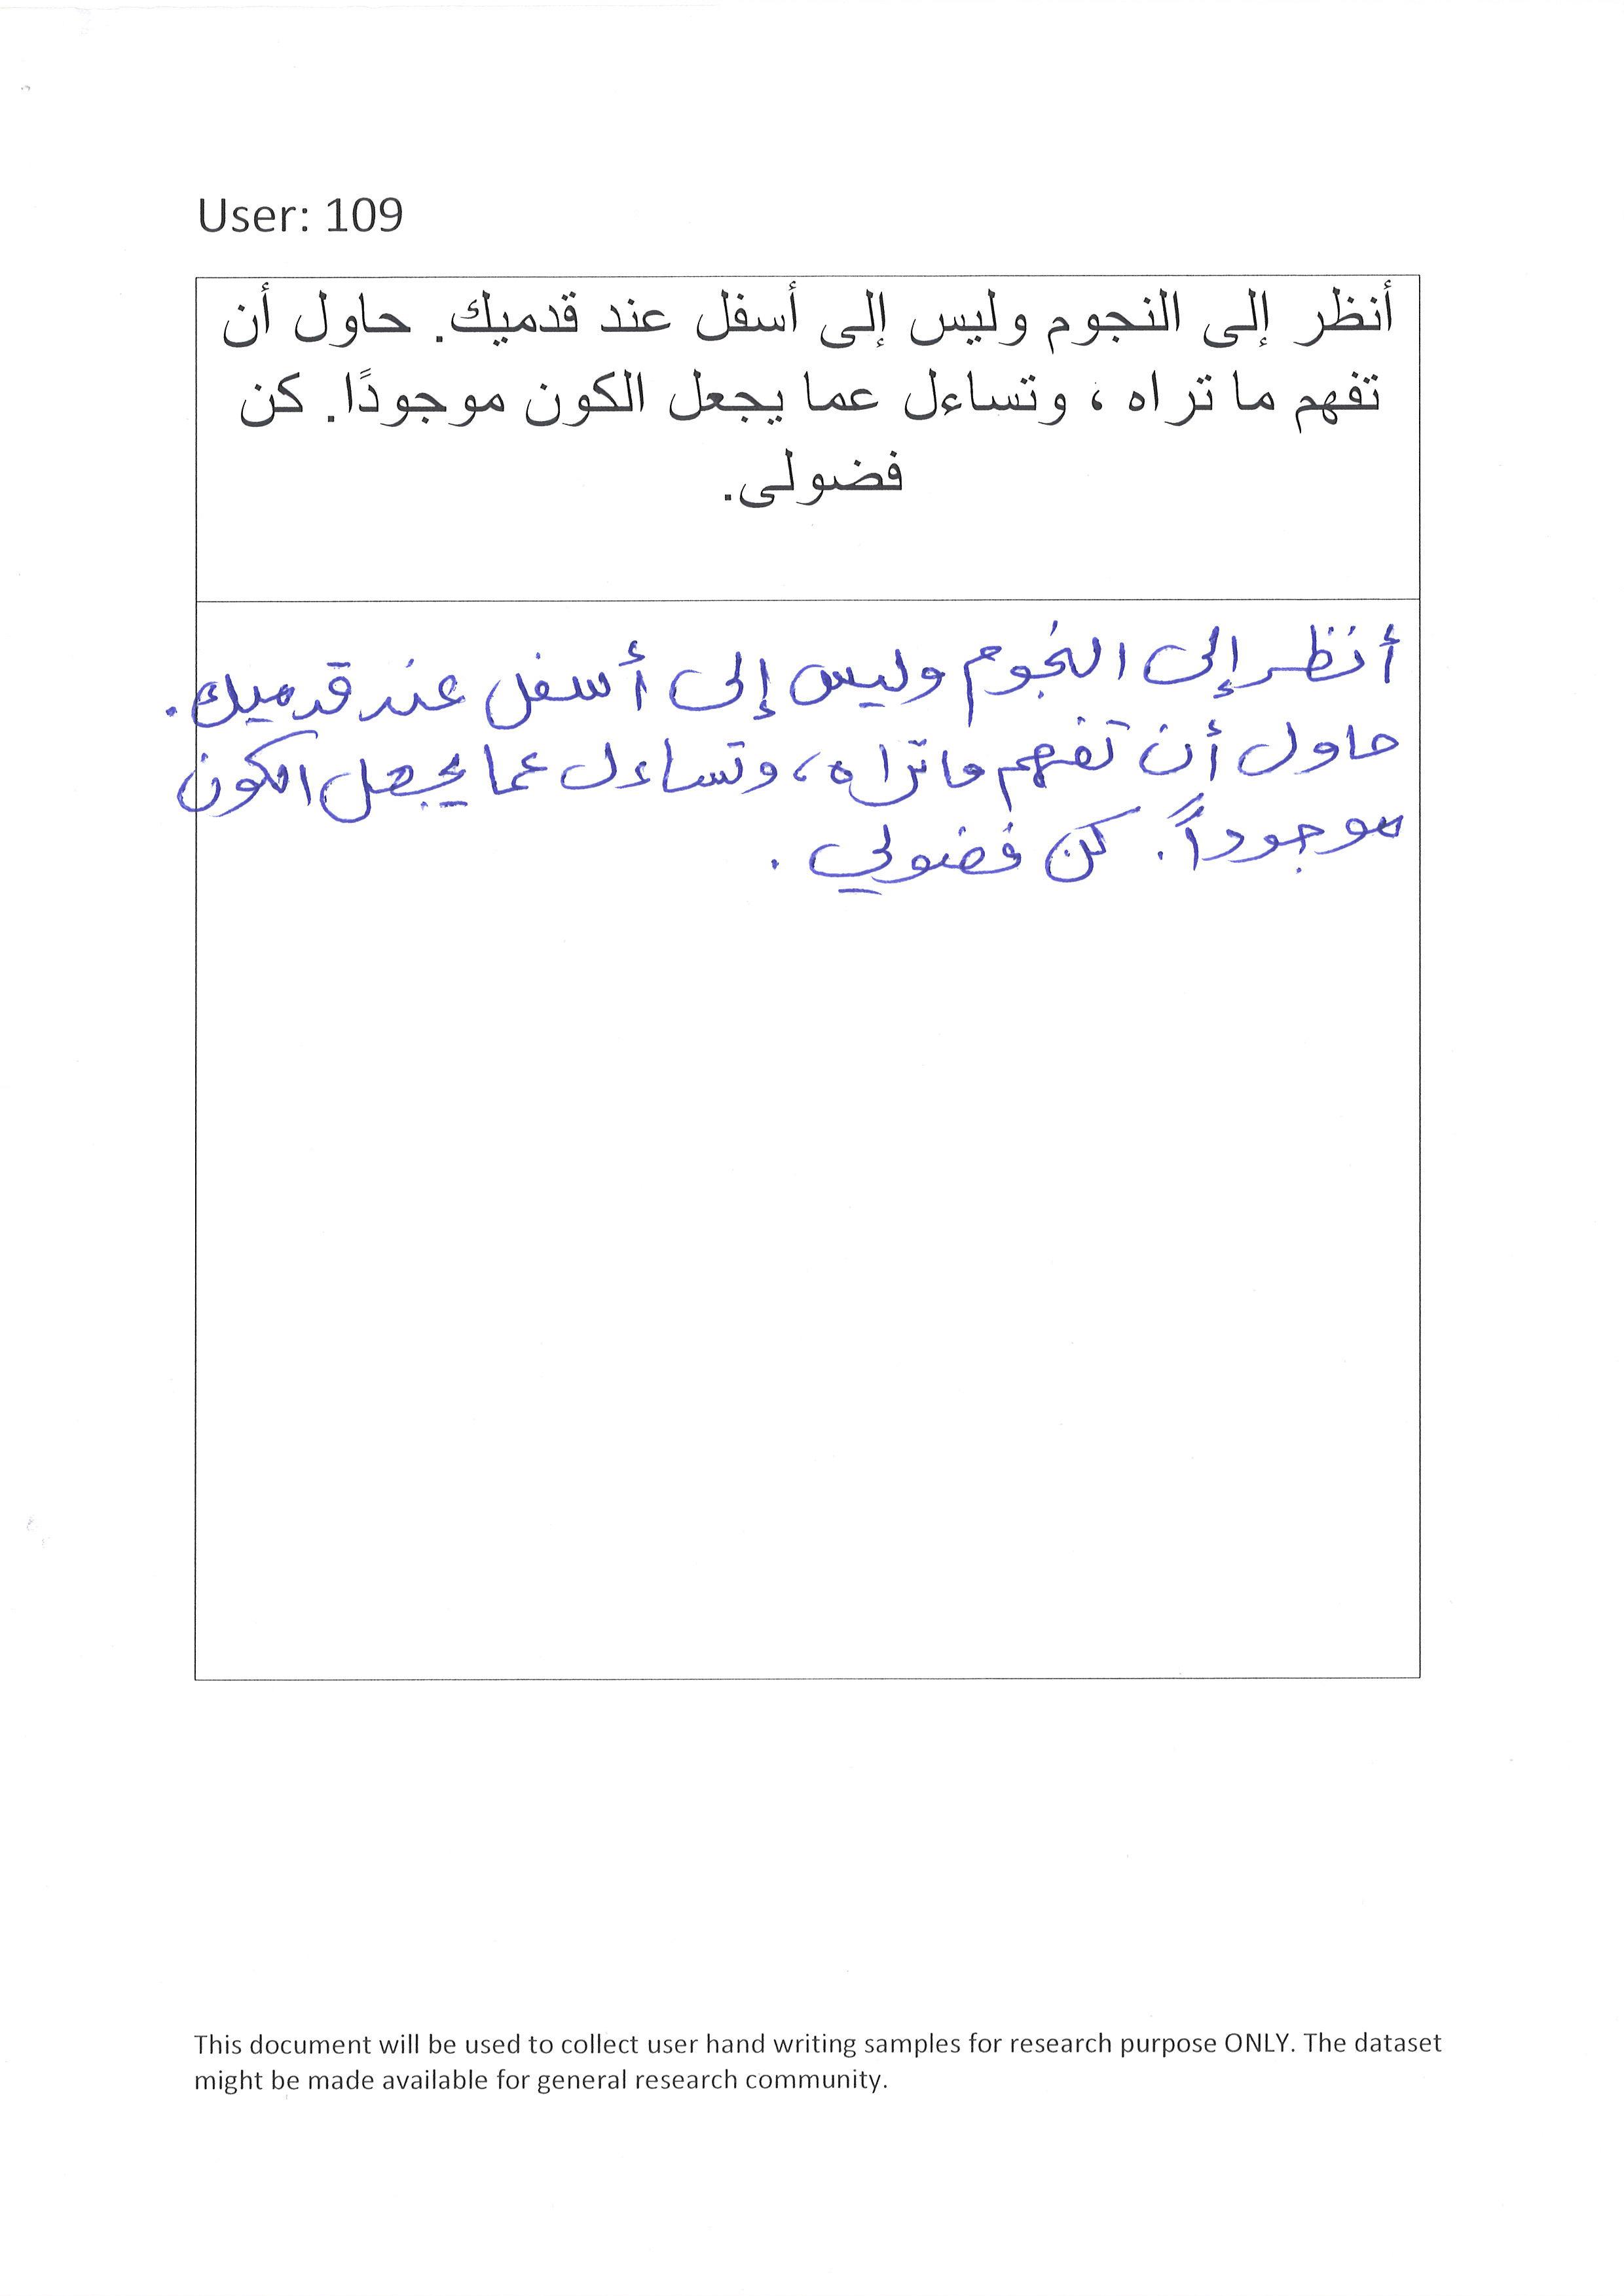 User: 109
أنظر إلى النجوم وليس إلى أسفل عند قدميك. حاول أن
تفهم ما تراه ، وتساءل عما يجعل الكون موجودًا. كن
فضولى.
أنظر إلى النجوم وليس إلى أسفل عند قدميك.
حاول أن تفهم ما تراه، وتساءل عما يجعل الكون
موجوداً. كن فضولي.
This document will be used to collect user hand writing samples for research purpose ONLY. The dataset
might be made available for general research community.